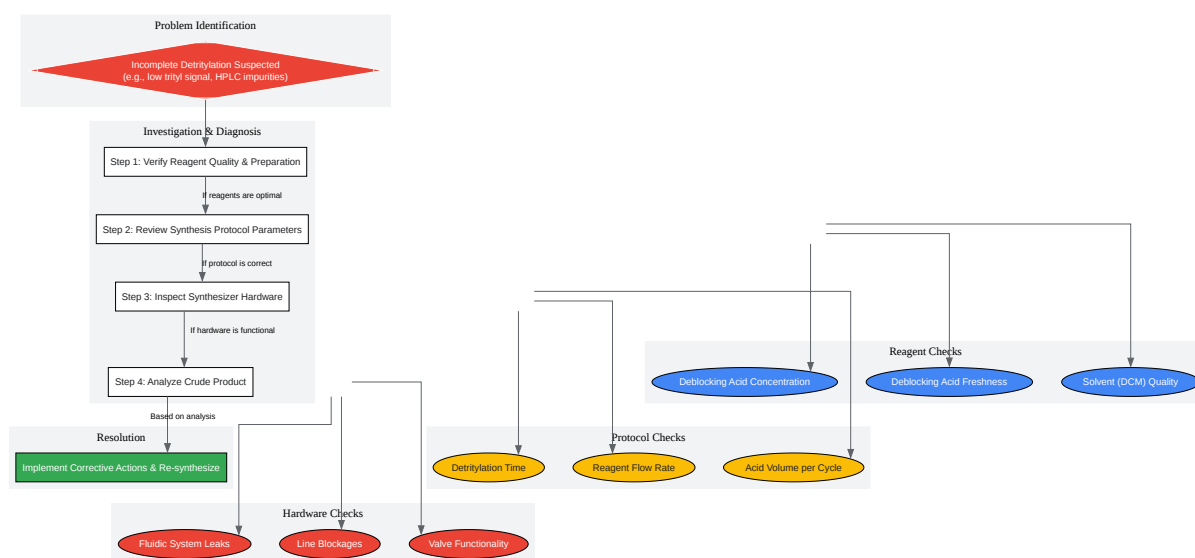 Problem Identification
Incomplete Detritylation Suspected
(e.g., low trityl signal, HPLC impurities)
Investigation & Diagnosis
Step 1: Verify Reagent Quality & Preparation
If reagents are optimal
Step 2: Review Synthesis Protocol Parameters
If protocol is correct
Step 3: Inspect Synthesizer Hardware
If hardware is functional
Step 4: Analyze Crude Product
Based on analysis
Resolution
Implement Corrective Actions & Re-synthesize
Reagent Checks
Deblocking Acid Concentration
Deblocking Acid Freshness
Solvent (DCM) Quality
Protocol Checks
Detritylation Time
Reagent Flow Rate
Acid Volume per Cycle
Hardware Checks
Fluidic System Leaks
Line Blockages
Valve Functionality